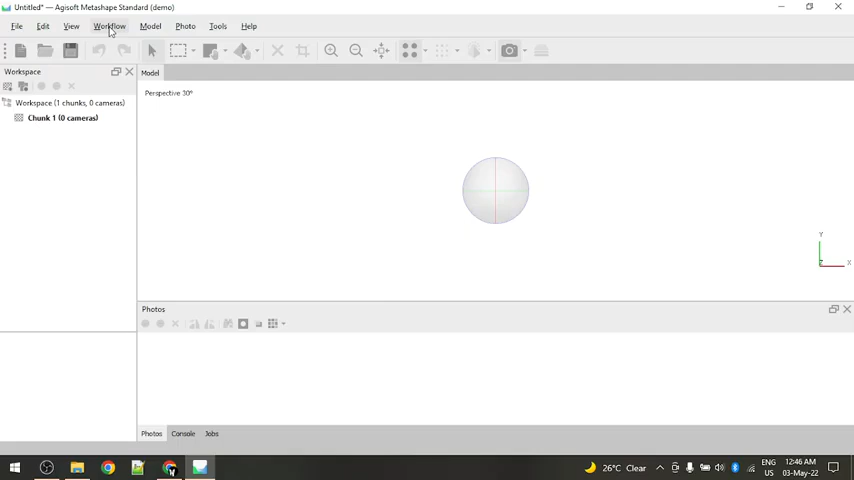 Untitled* — Agisoft Metashape Standard (demo)
File Edit View Workflow Model Photo Tools Help
Workspace
Model
Workspace (1 chunks, 0 cameras)
Chunk 1 (0 cameras)
Perspective 30°
Y
Z X
Photos
Photos Console Jobs
26°C Clear
ENG
US
12:46 AM
03-May-22